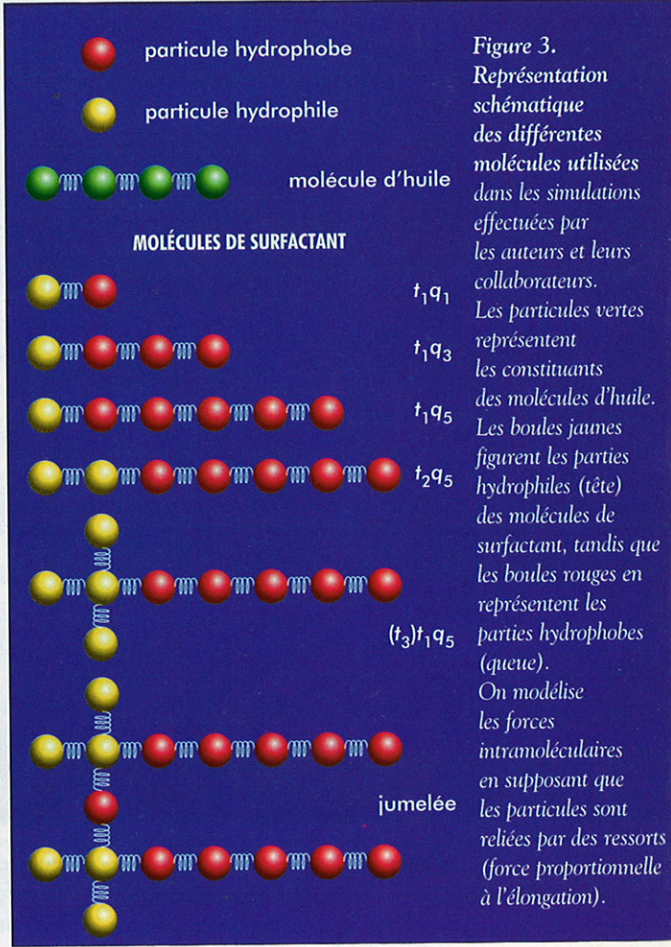 particule hydrophobe
particule hydrophile
molécule d'huile
MOLÉCULES DE SURFACTANT
t₁q₁
t₁q₃
t₁q₅
t₂q₅
(t₃)t₁q₅
jumelée
Figure 3.
Représentation
schématique
des différentes
molécules utilisées
dans les simulations
effectuées par
les auteurs et leurs
collaborateurs.
Les particules vertes
représentent
les constituants
des molécules d'huile.
Les boules jaunes
figurent les parties
hydrophiles (tête)
des molécules de
surfactant, tandis que
les boules rouges en
représentent les
parties hydrophobes
(queue).
On modélise
les forces
intramoléculaires
en supposant que
les particules sont
reliées par des ressorts
(force proportionnelle
à l'élongation).